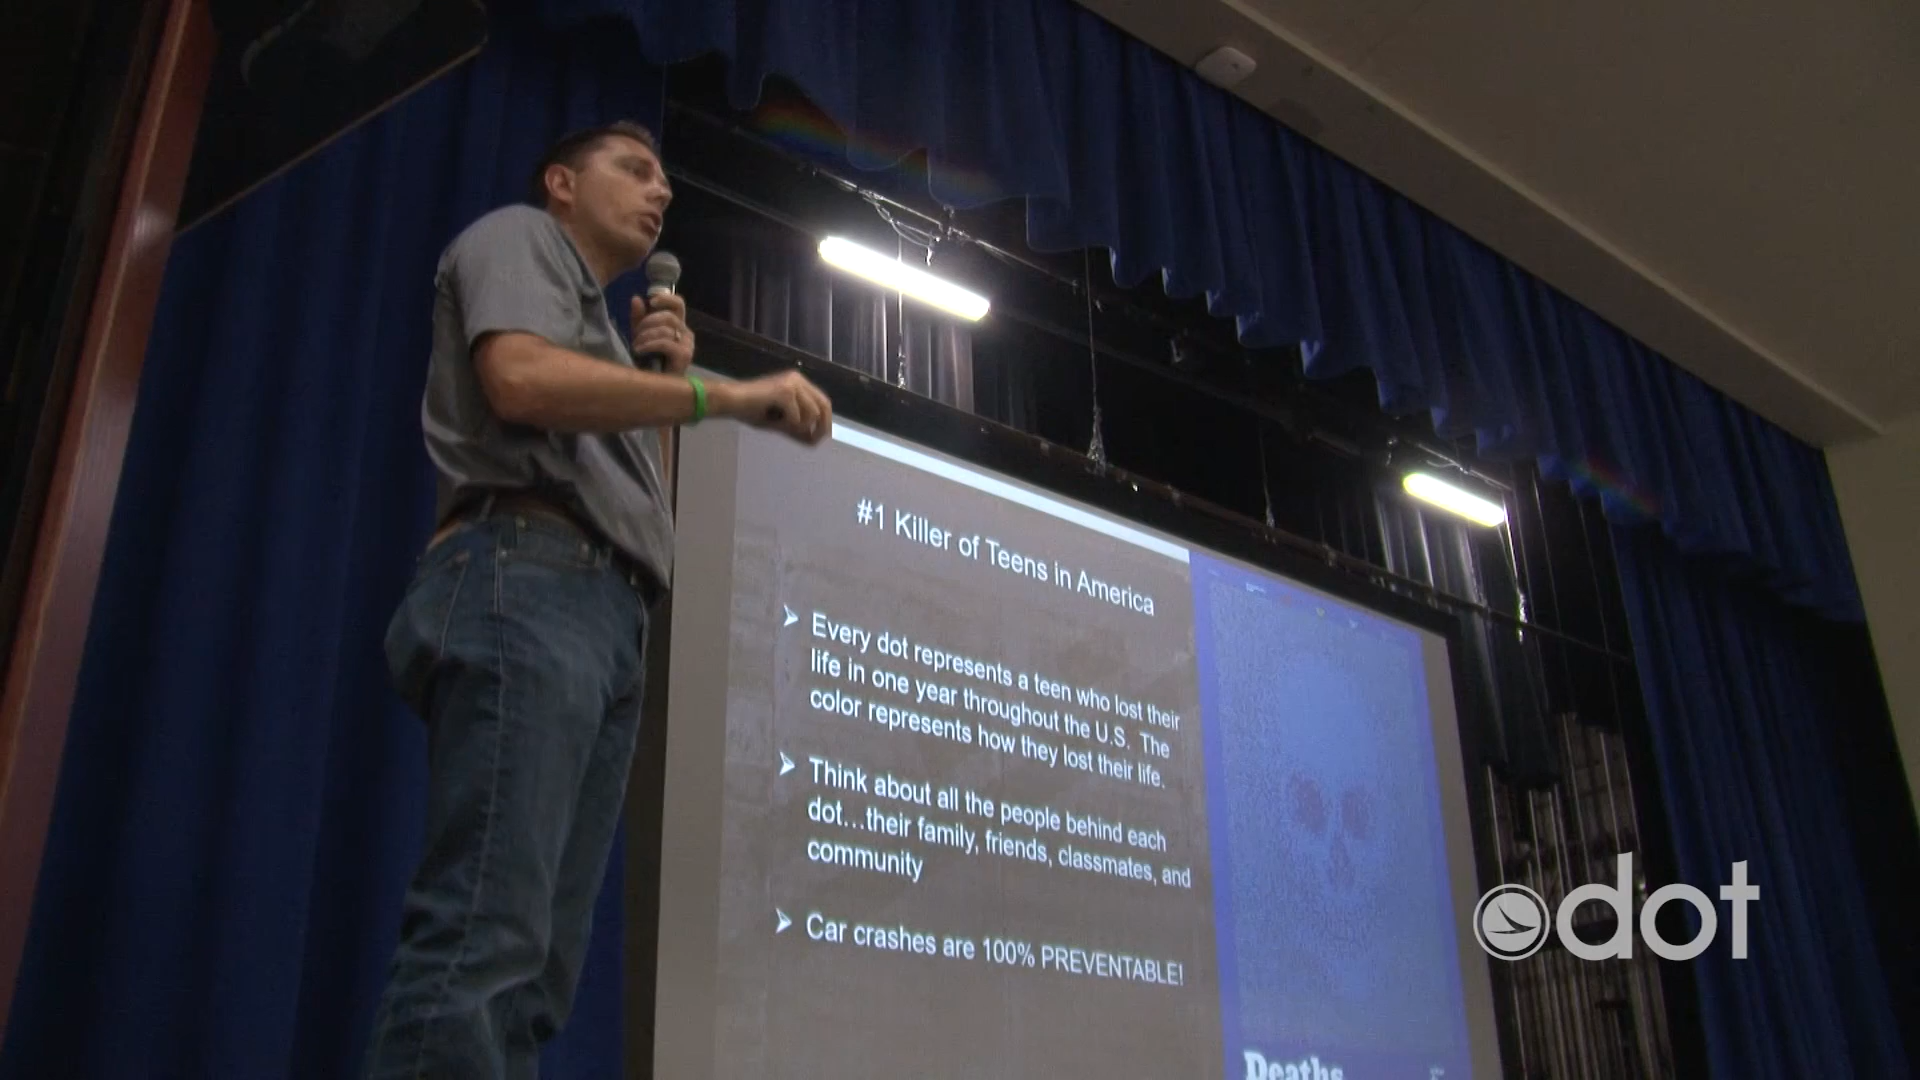 #1 Killer of Teens in America
➤ Every dot represents a teen who lost their
life in one year throughout the U.S. The
color represents how they lost their life.
➤ Think about all the people behind each
dot…their family, friends, classmates, and
community
➤ Car crashes are 100% PREVENTABLE!
Deaths
dot